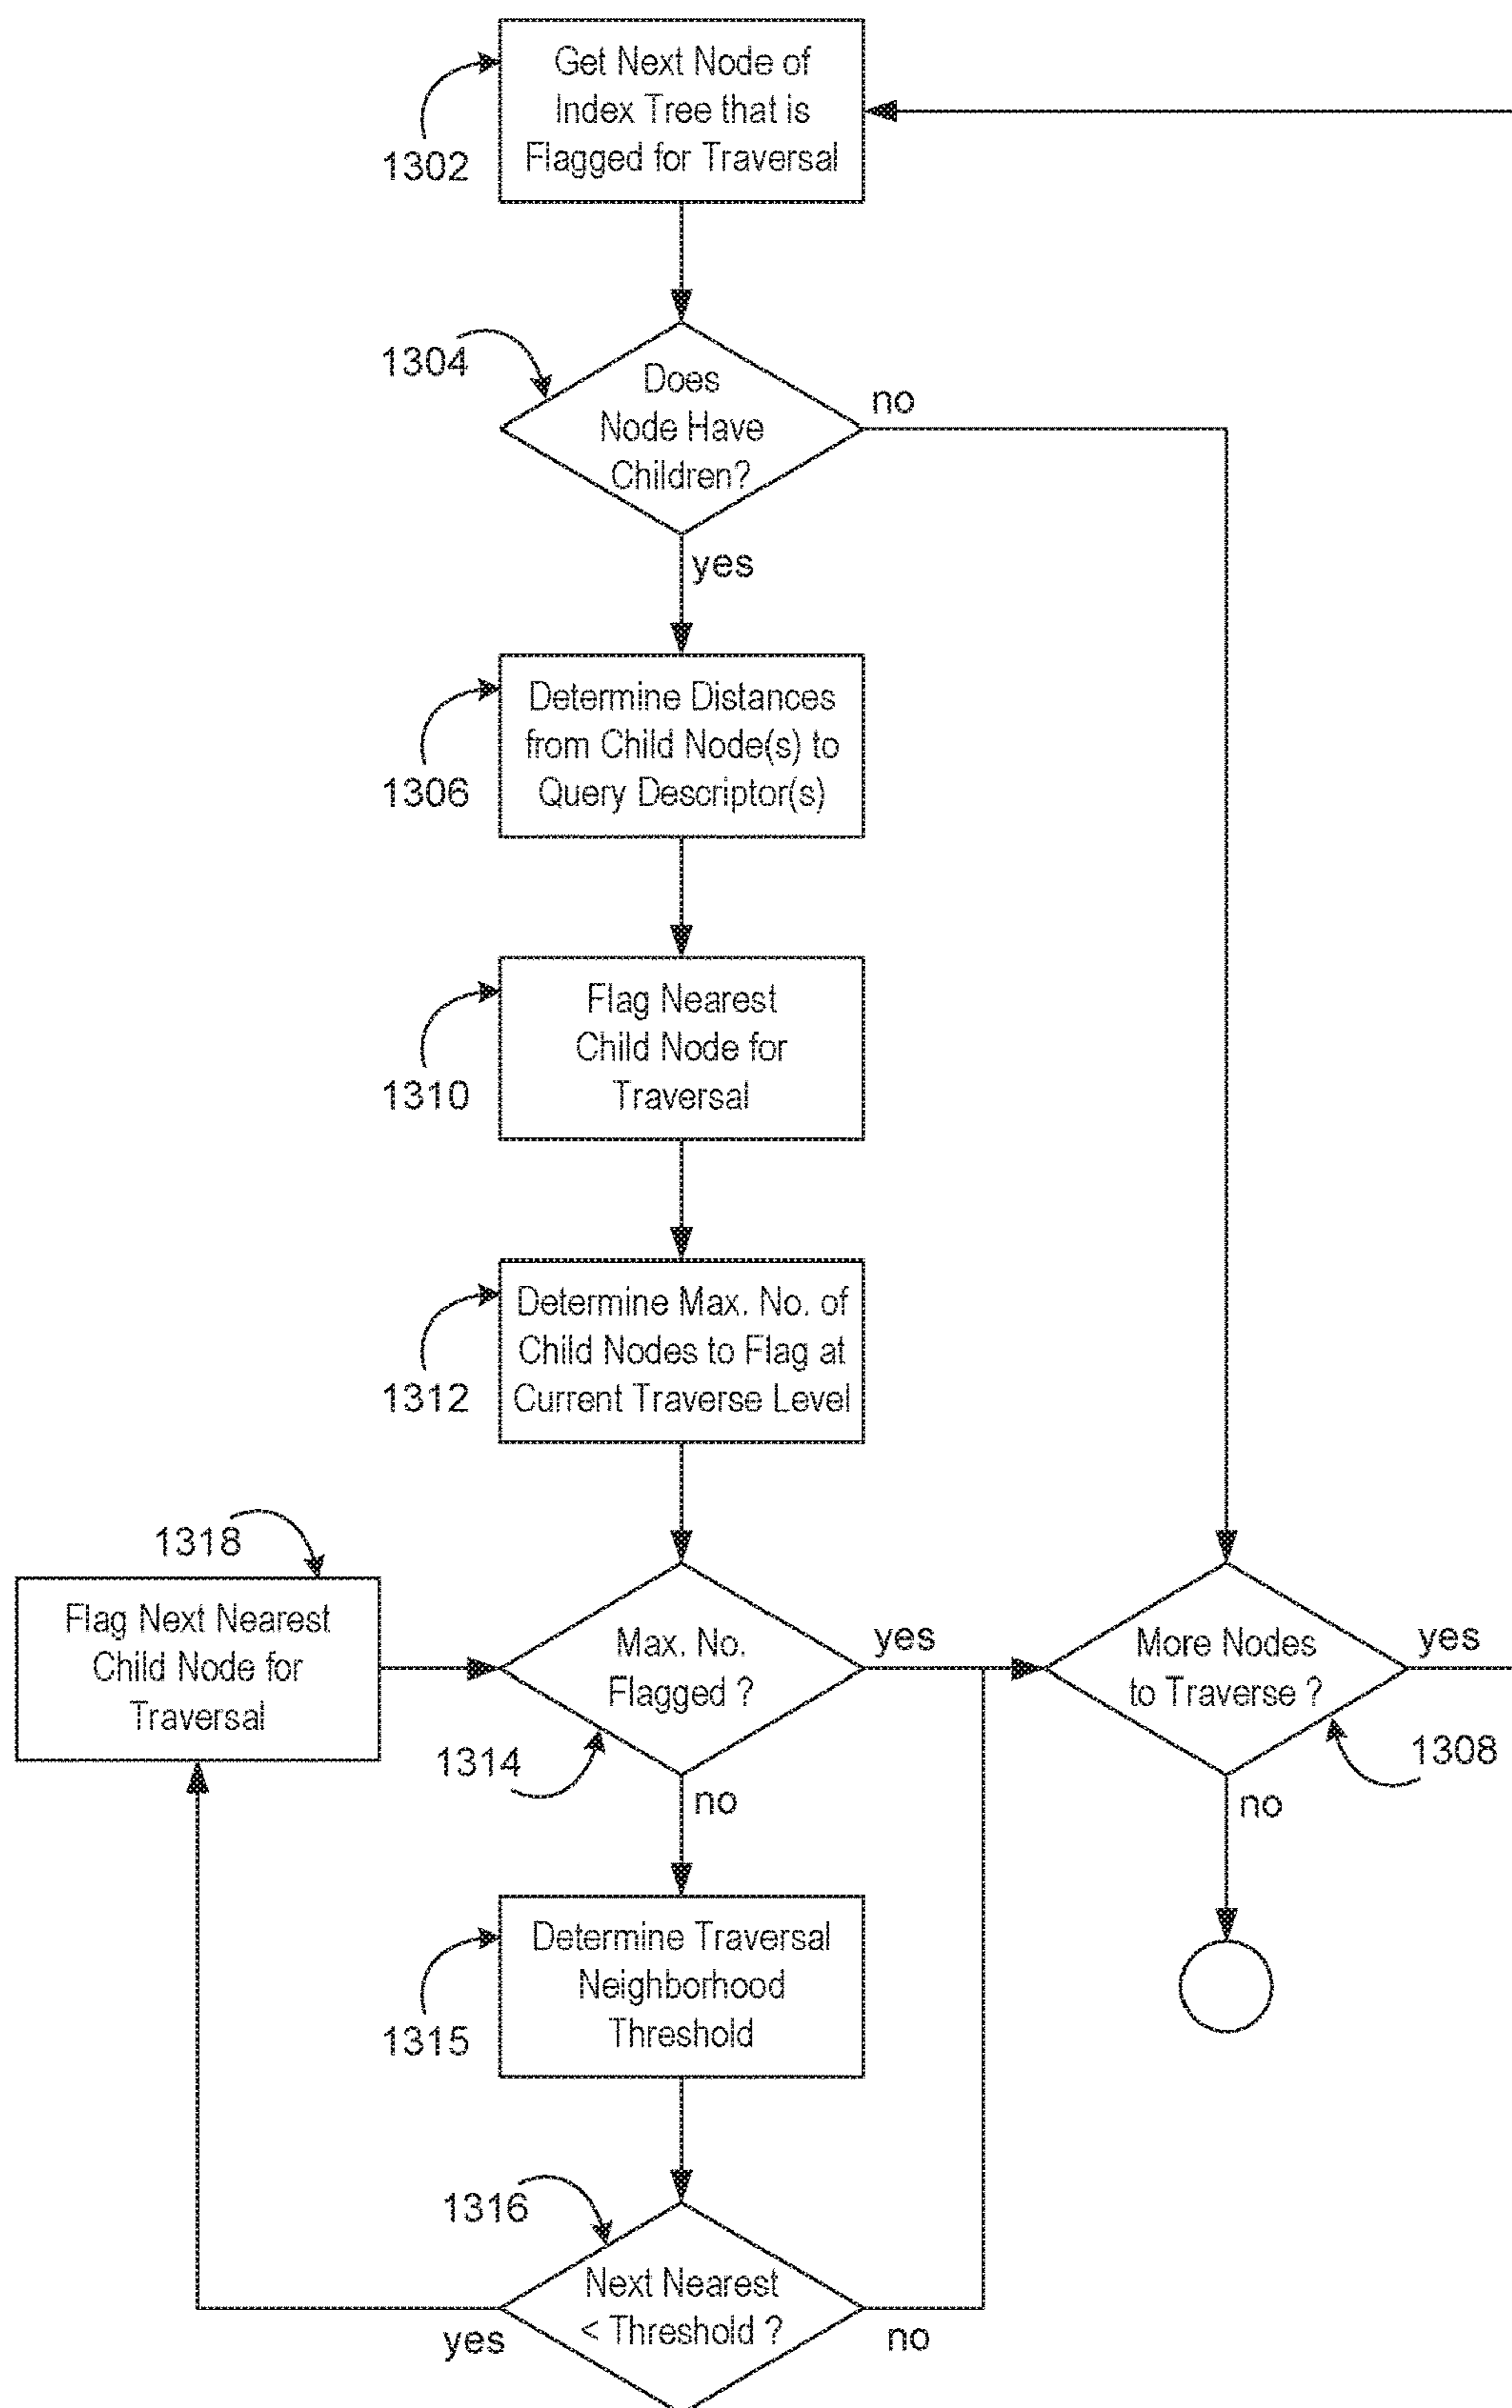 Get Next Node of
Index Tree that is
Flagged for Traversal
1302
1304
Does
Node Have
Children?
no
yes
Determine Distances
from Child Node(s) to
Query Descriptor(s)
1306
Flag Nearest
Child Node for
Traversal
1310
Determine Max. No. of
Child Nodes to Flag at
Current Traverse Level
1312
1318
Flag Next Nearest
Child Node for
Traversal
Max. No.
Flagged ?
yes
1314
no
More Nodes
to Traverse ?
yes
1308
no
Determine Traversal
Neighborhood
Threshold
1315
1316
Next Nearest
< Threshold ?
yes
no